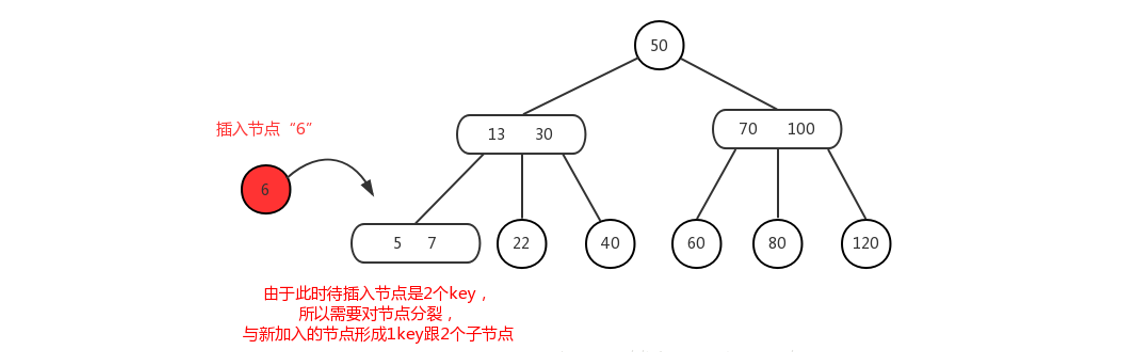 50
插入节点“6”
13 30
70 100
6
5 7
22
40
60
80
120
由于此时待插入节点是2个key，
所以需要对节点分裂，
与新加入的节点形成1key跟2个子节点